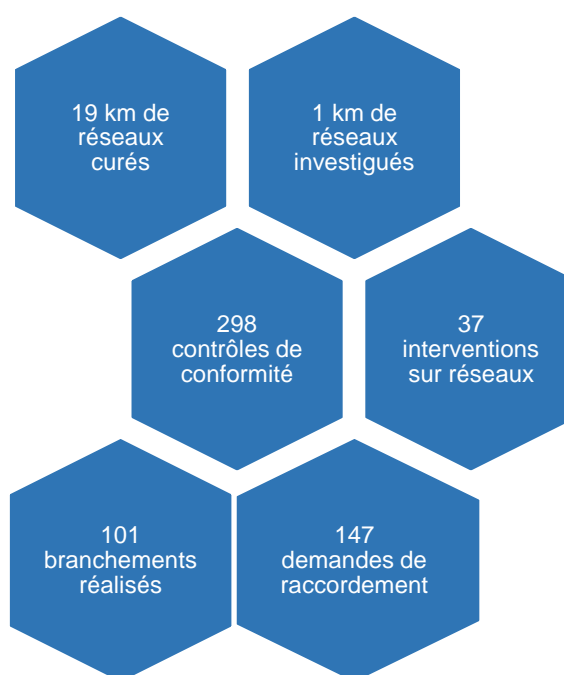 19 km de
réseaux
curés
1 km de
réseaux
investigués
298
contrôles de
conformité
37
interventions
sur réseaux
101
branchements
réalisés
147
demandes de
raccordement